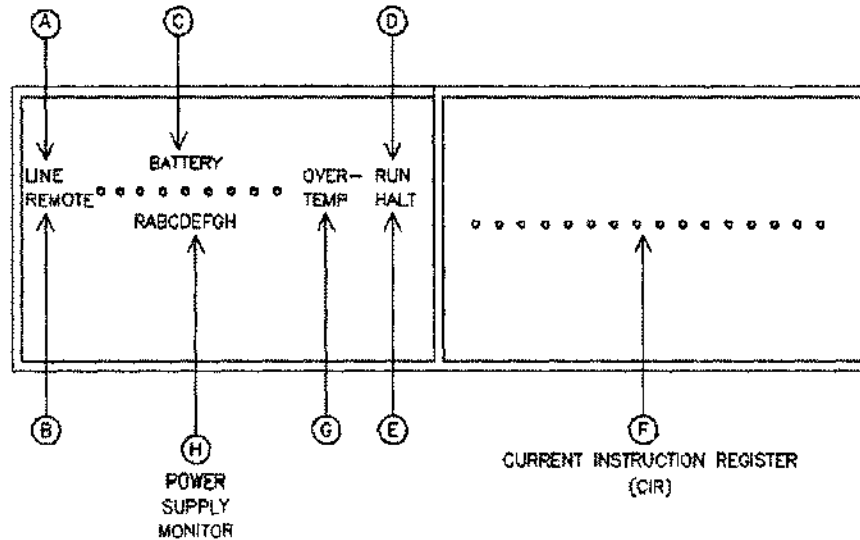 A
C
D
BATTERY
LINE
OVER-
RUN
REMOTE
TEMP
HALT
RABCDEFGH
B
H
G
E
F
POWER
SUPPLY
MONITOR
CURRENT INSTRUCTION REGISTER
(CIR)